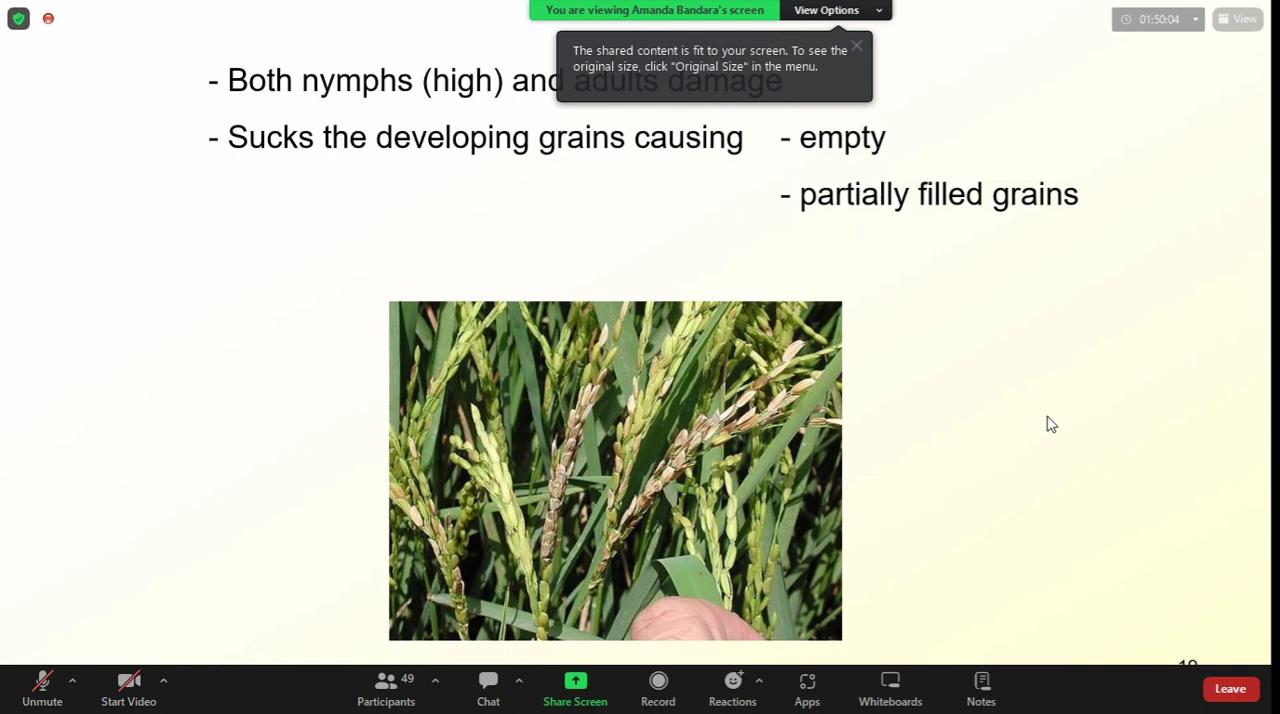 You are viewing Amanda Bandara's screen
View Options
01:50:04
View
The shared content is fit to your screen. To see the
original size, click "Original Size" in the menu.
- Both nymphs (high) and adults damage
- Sucks the developing grains causing - empty
- partially filled grains
Unmute
Start Video
49
Participants
Chat
Share Screen
Record
Reactions
Apps
Whiteboards
Notes
Leave